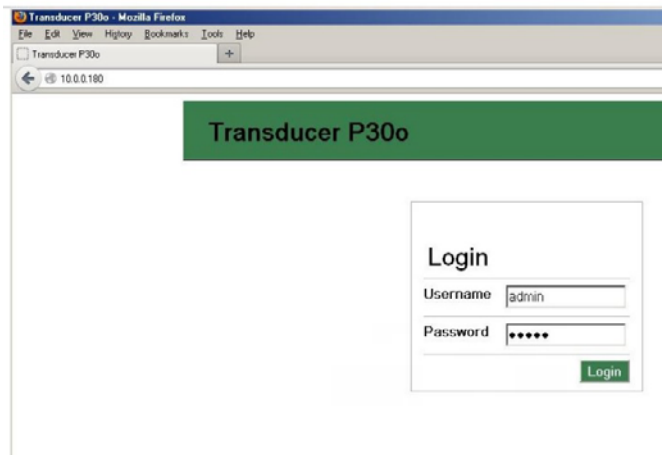 Transducer P30o - Mozilla Firefox
File Edit View History Bookmarks Tools Help
Transducer P30o +
10.0.0.180
Transducer P30o
Login
Username admin
Password •••••
Login